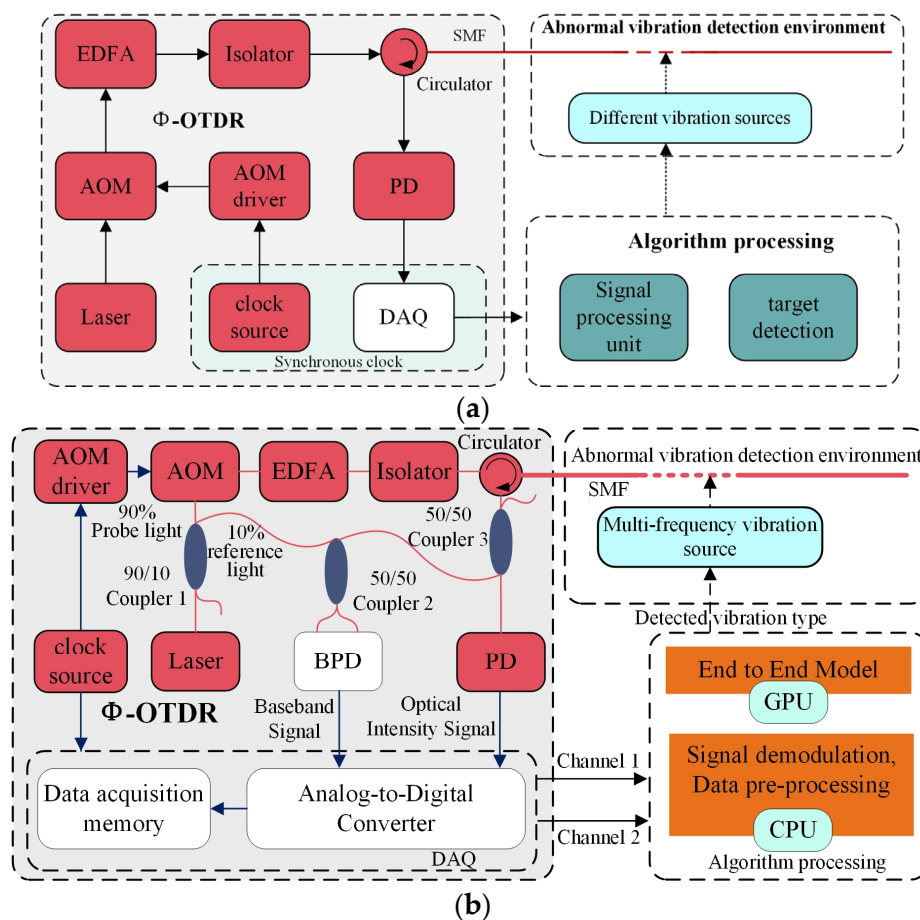 EDFA
Isolator
SMF
Circulator
Abnormal vibration detection environment
Different vibration sources
Φ-OTDR
AOM
AOM
driver
PD
Laser
clock
source
DAQ
Synchronous clock
Algorithm processing
Signal
processing
unit
target
detection
(a)
AOM
driver
AOM
EDFA
Isolator
Circulator
Abnormal vibration detection environment
SMF
90%
Probe light
10%
reference
light
50/50
Coupler 3
Multi-frequency vibration
source
90/10
Coupler 1
50/50
Coupler 2
Detected vibration type
clock
source
Laser
BPD
PD
End to End Model
GPU
Φ-OTDR
Baseband
Signal
Optical
Intensity Signal
Data acquisition
memory
Analog-to-Digital
Converter
DAQ
Channel 1
Channel 2
Signal demodulation,
Data pre-processing
CPU
Algorithm processing
(b)